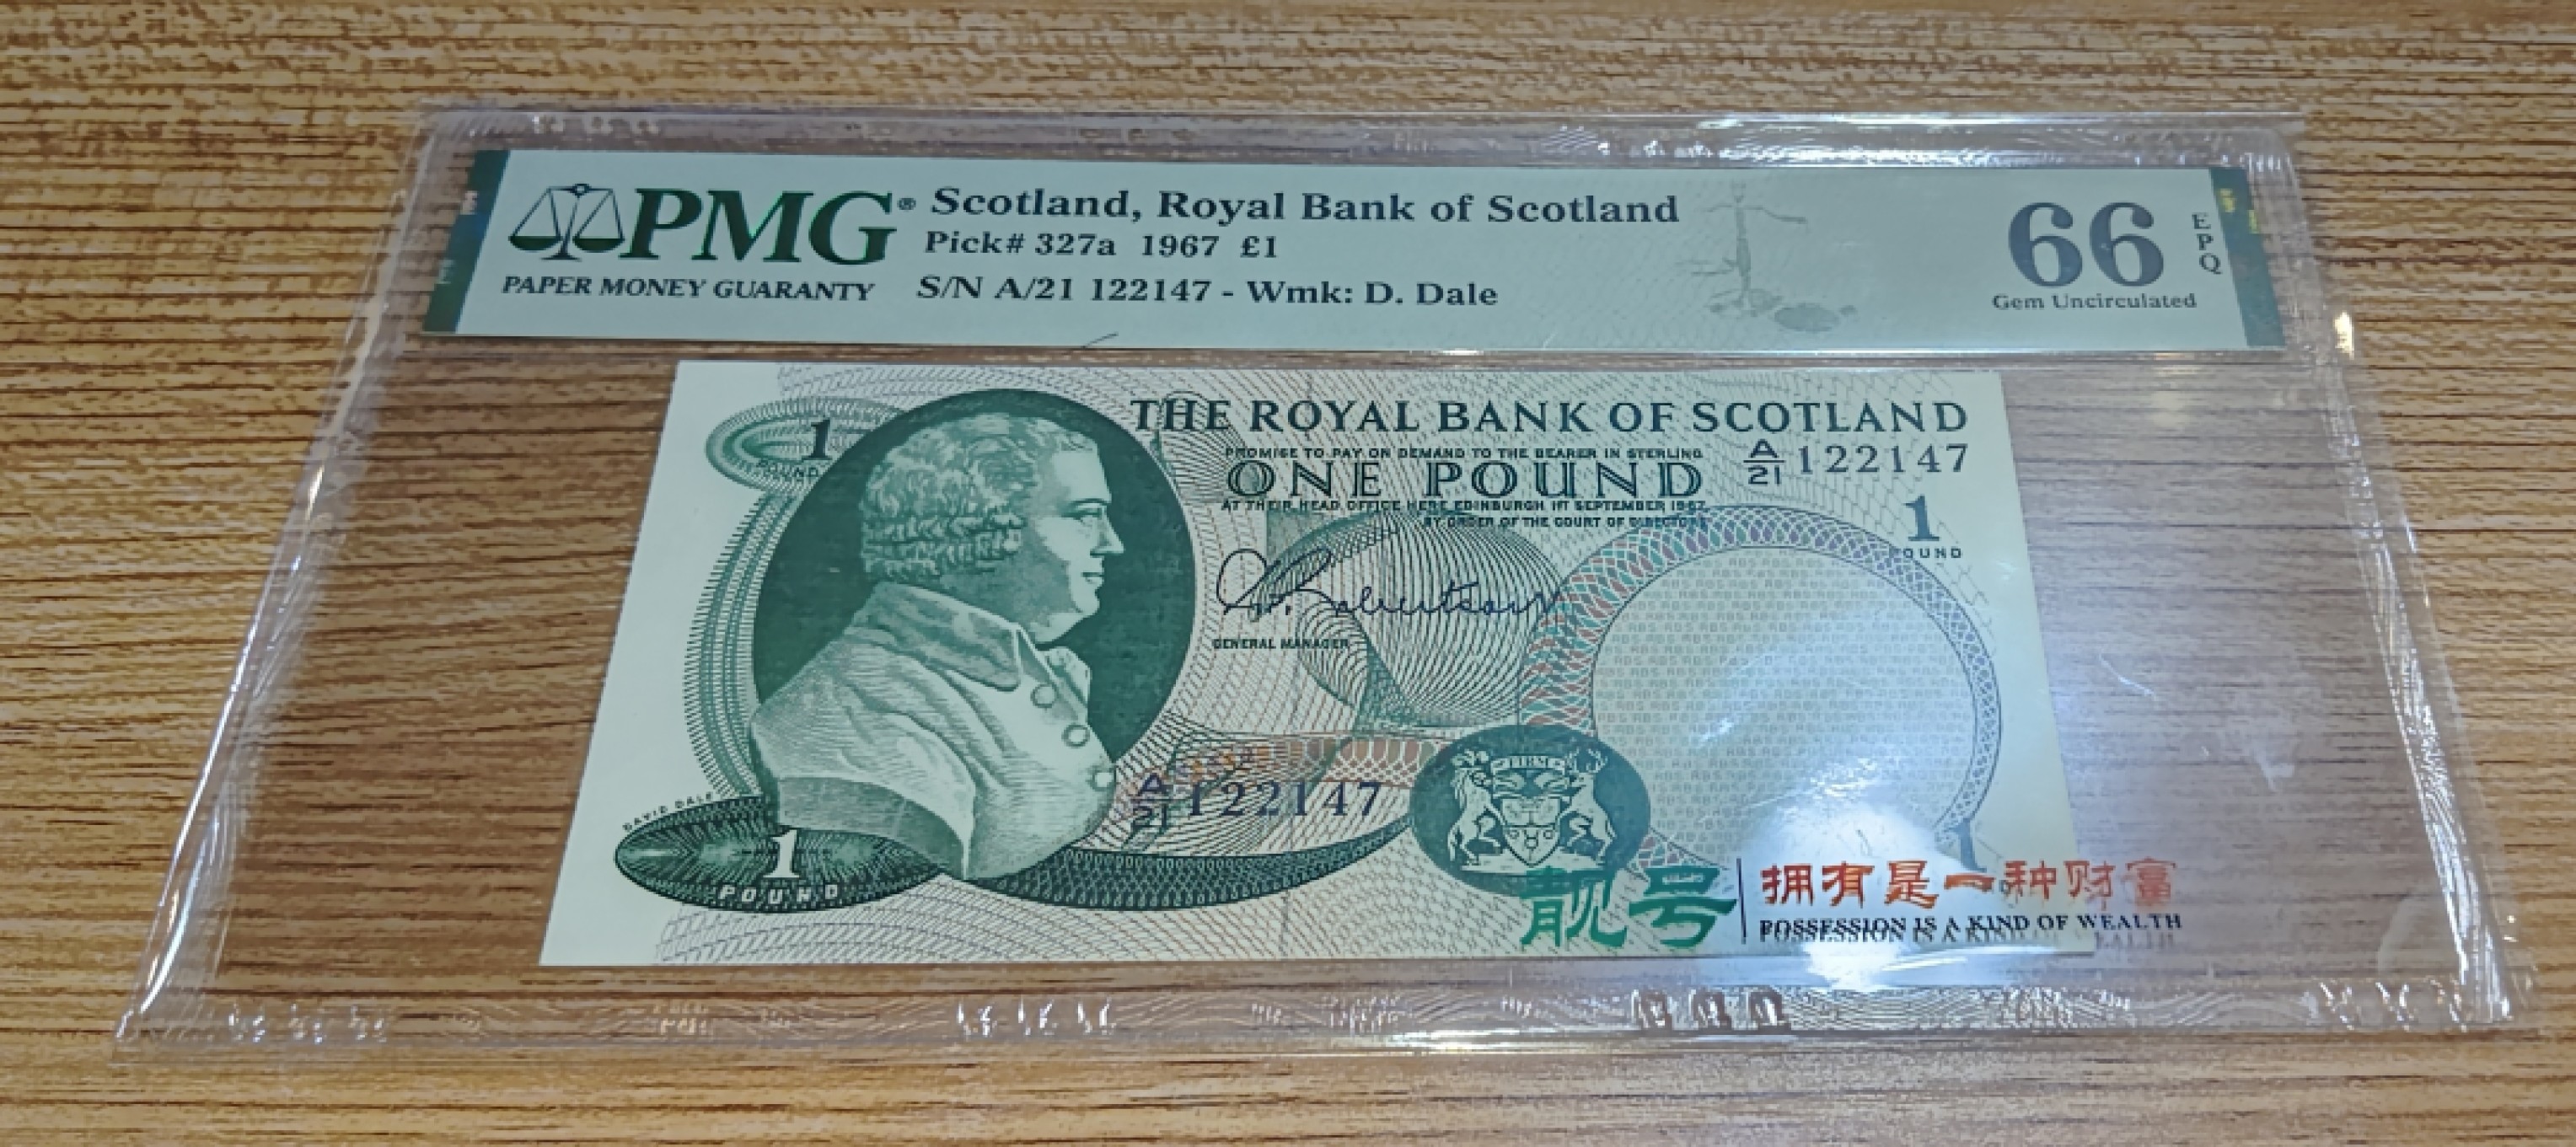 PMG®
PAPER MONEY GUARANTY
Scotland, Royal Bank of Scotland
Pick# 327a 1967 £1
S/N A/21 122147 - Wmk: D. Dale
66
EPQ
Gem Uncirculated
1
POUND
THE ROYAL BANK OF SCOTLAND
PROMISE TO PAY ON DEMAND TO THE BEARER IN STERLING
A/21 122147
ONE POUND
AT THEIR HEAD OFFICE HERE EDINBURGH 1ST SEPTEMBER 1967
BY ORDER OF THE COURT OF DIRECTORS
1
POUND
GENERAL MANAGER
A/21 122147
DAVID DALE
1
POUND
1
靓号
拥有是一种财富
POSSESSION IS A KIND OF WEALTH